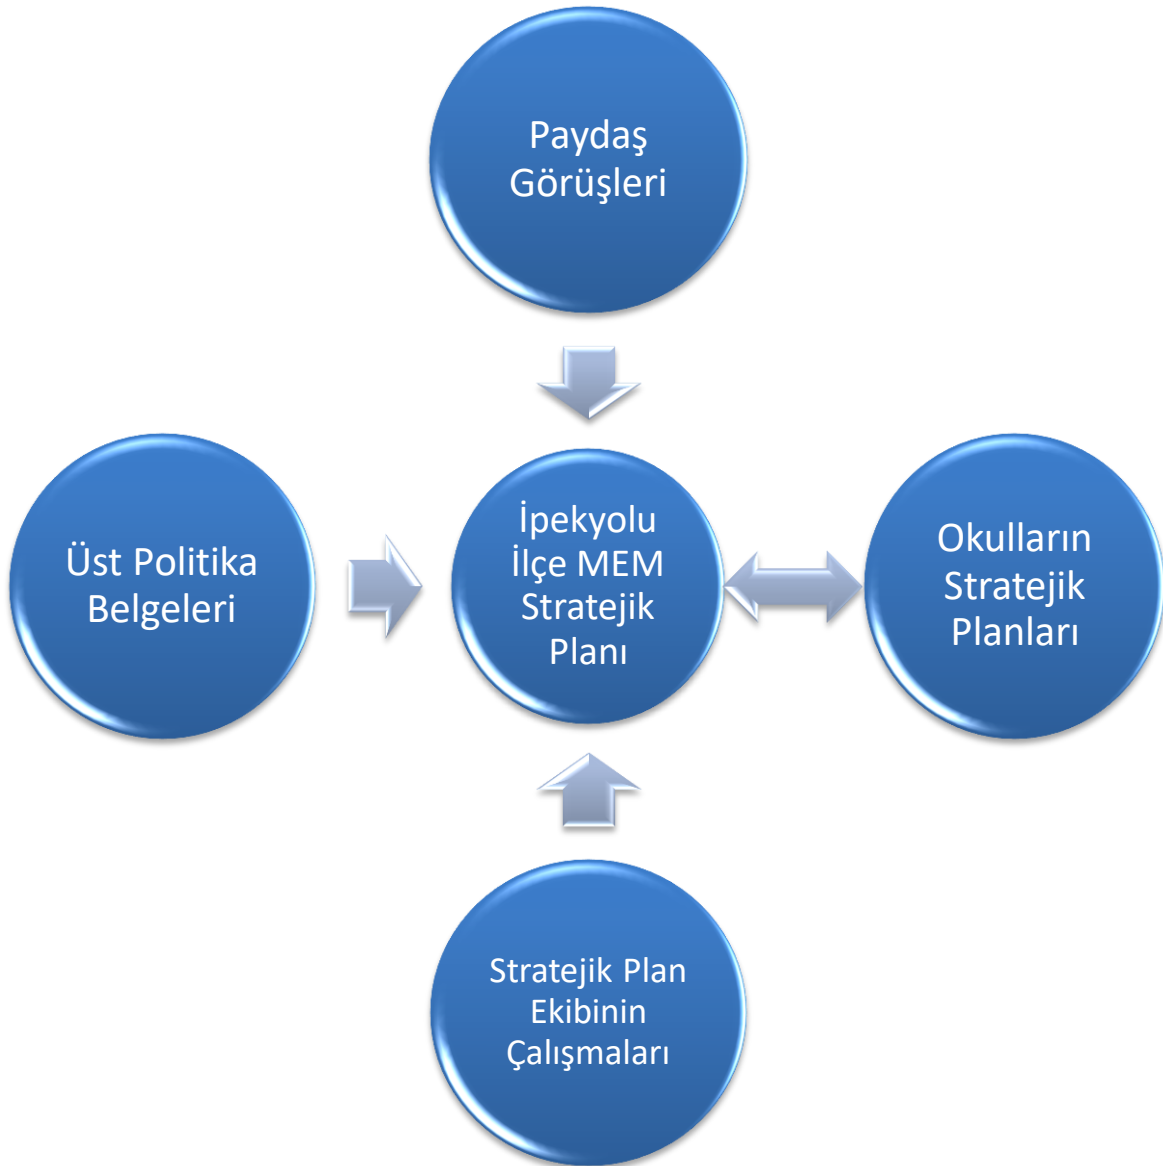 Paydaş
Görüşleri
Üst Politika
Belgeleri
İpekyolu
İlçe MEM
Stratejik
Planı
Okulların
Stratejik
Planları
Stratejik Plan
Ekibinin
Çalışmaları